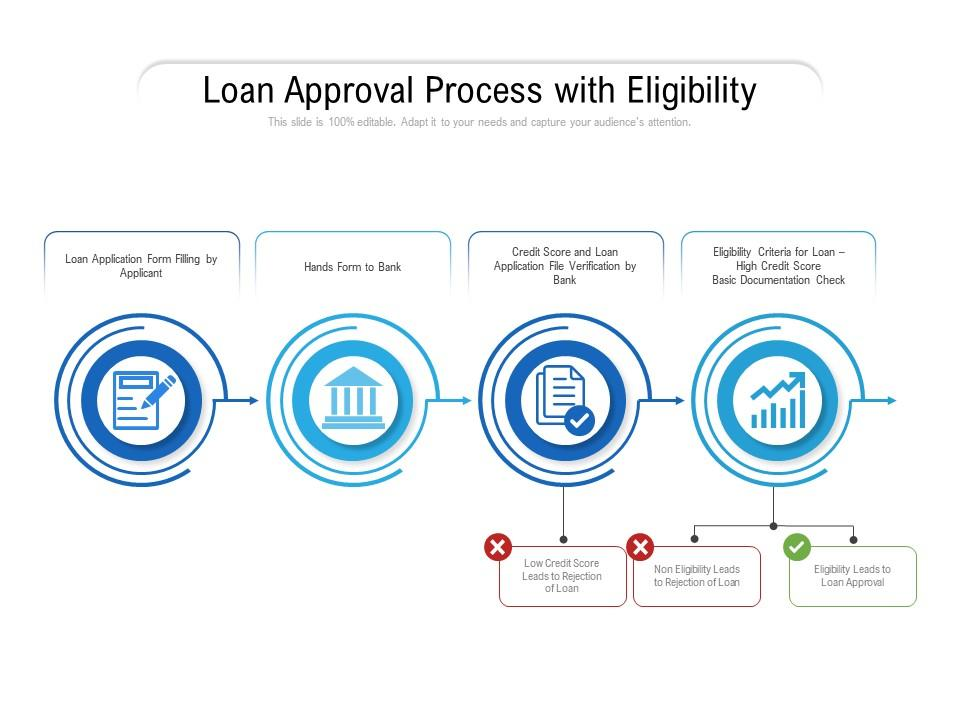 Loan Approval Process with Eligibility
This slide is 100% editable. Adapt it to your needs and capture your audience's attention.
Loan Application Form Filling by
Applicant
Hands Form to Bank
Credit Score and Loan
Application File Verification by
Bank
Eligibility Criteria for Loan –
High Credit Score
Basic Documentation Check
Low Credit Score
Leads to Rejection
of Loan
Non Eligibility Leads
to Rejection of Loan
Eligibility Leads to
Loan Approval